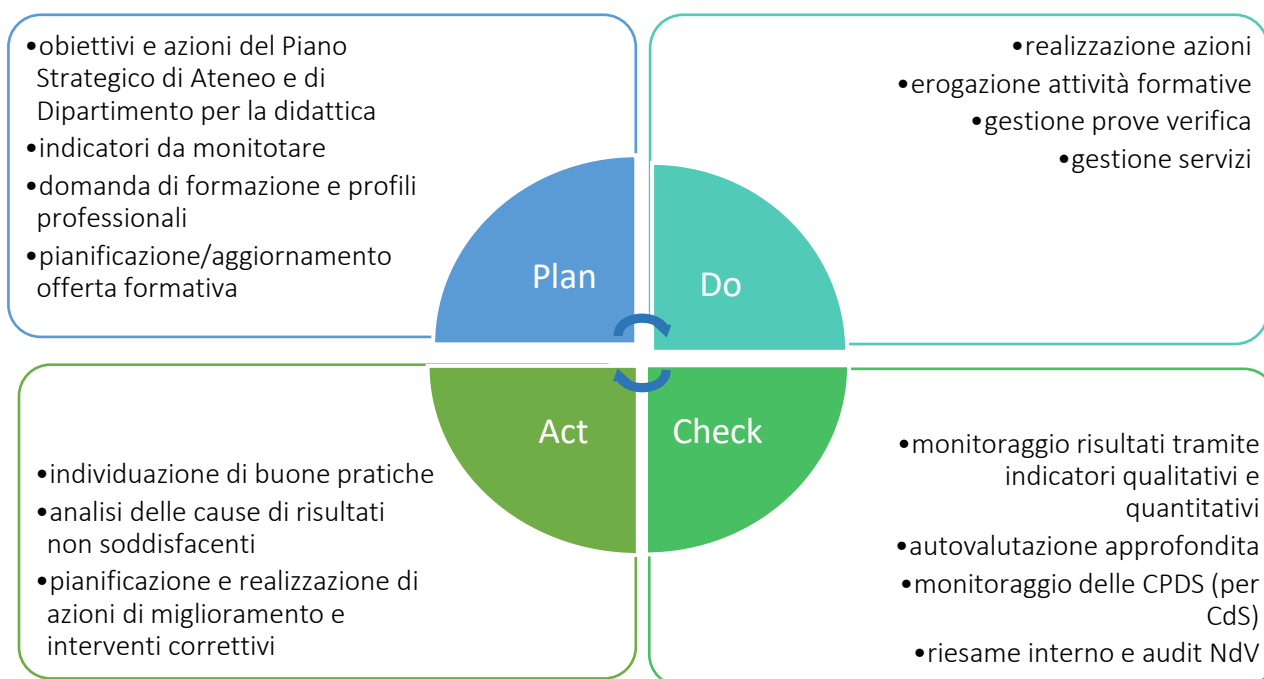 •obiettivi e azioni del Piano
Strategico di Ateneo e di
Dipartimento per la didattica
•indicatori da monitotare
•domanda di formazione e profili
professionali
•pianificazione/aggiornamento
offerta formativa
•realizzazione azioni
•erogazione attività formative
•gestione prove verifica
•gestione servizi
Plan
Do
Act
Check
•individuazione di buone pratiche
•analisi delle cause di risultati
non soddisfacenti
•pianificazione e realizzazione di
azioni di miglioramento e
interventi correttivi
•monitoraggio risultati tramite
indicatori qualitativi e
quantitativi
•autovalutazione approfondita
•monitoraggio delle CPDS (per
CdS)
•riesame interno e audit NdV